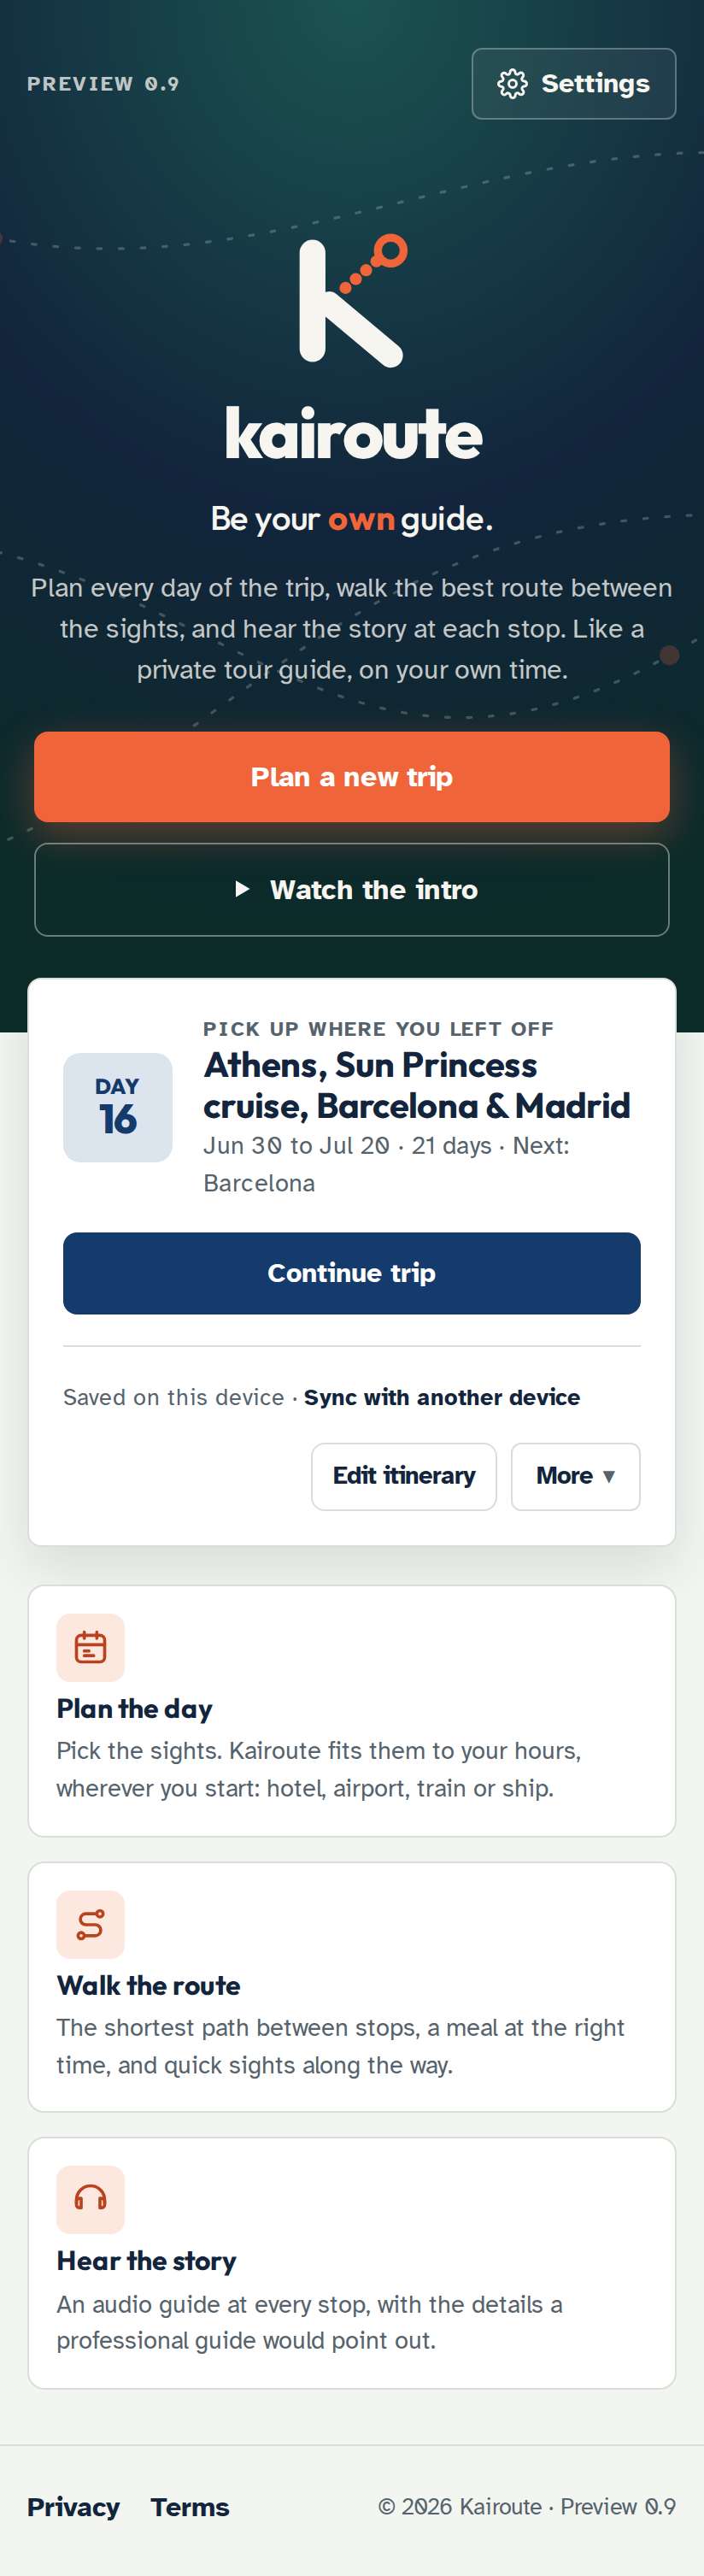 PREVIEW 0.9
Settings
kairoute
Be your own guide.
Plan every day of the trip, walk the best route between
the sights, and hear the story at each stop. Like a
private tour guide, on your own time.
Plan a new trip
Watch the intro
PICK UP WHERE YOU LEFT OFF
DAY
16
Athens, Sun Princess
cruise, Barcelona & Madrid
Jun 30 to Jul 20 · 21 days · Next:
Barcelona
Continue trip
Saved on this device · Sync with another device
Edit itinerary
More ▾
Plan the day
Pick the sights. Kairoute fits them to your hours,
wherever you start: hotel, airport, train or ship.
Walk the route
The shortest path between stops, a meal at the right
time, and quick sights along the way.
Hear the story
An audio guide at every stop, with the details a
professional guide would point out.
Privacy Terms © 2026 Kairoute · Preview 0.9